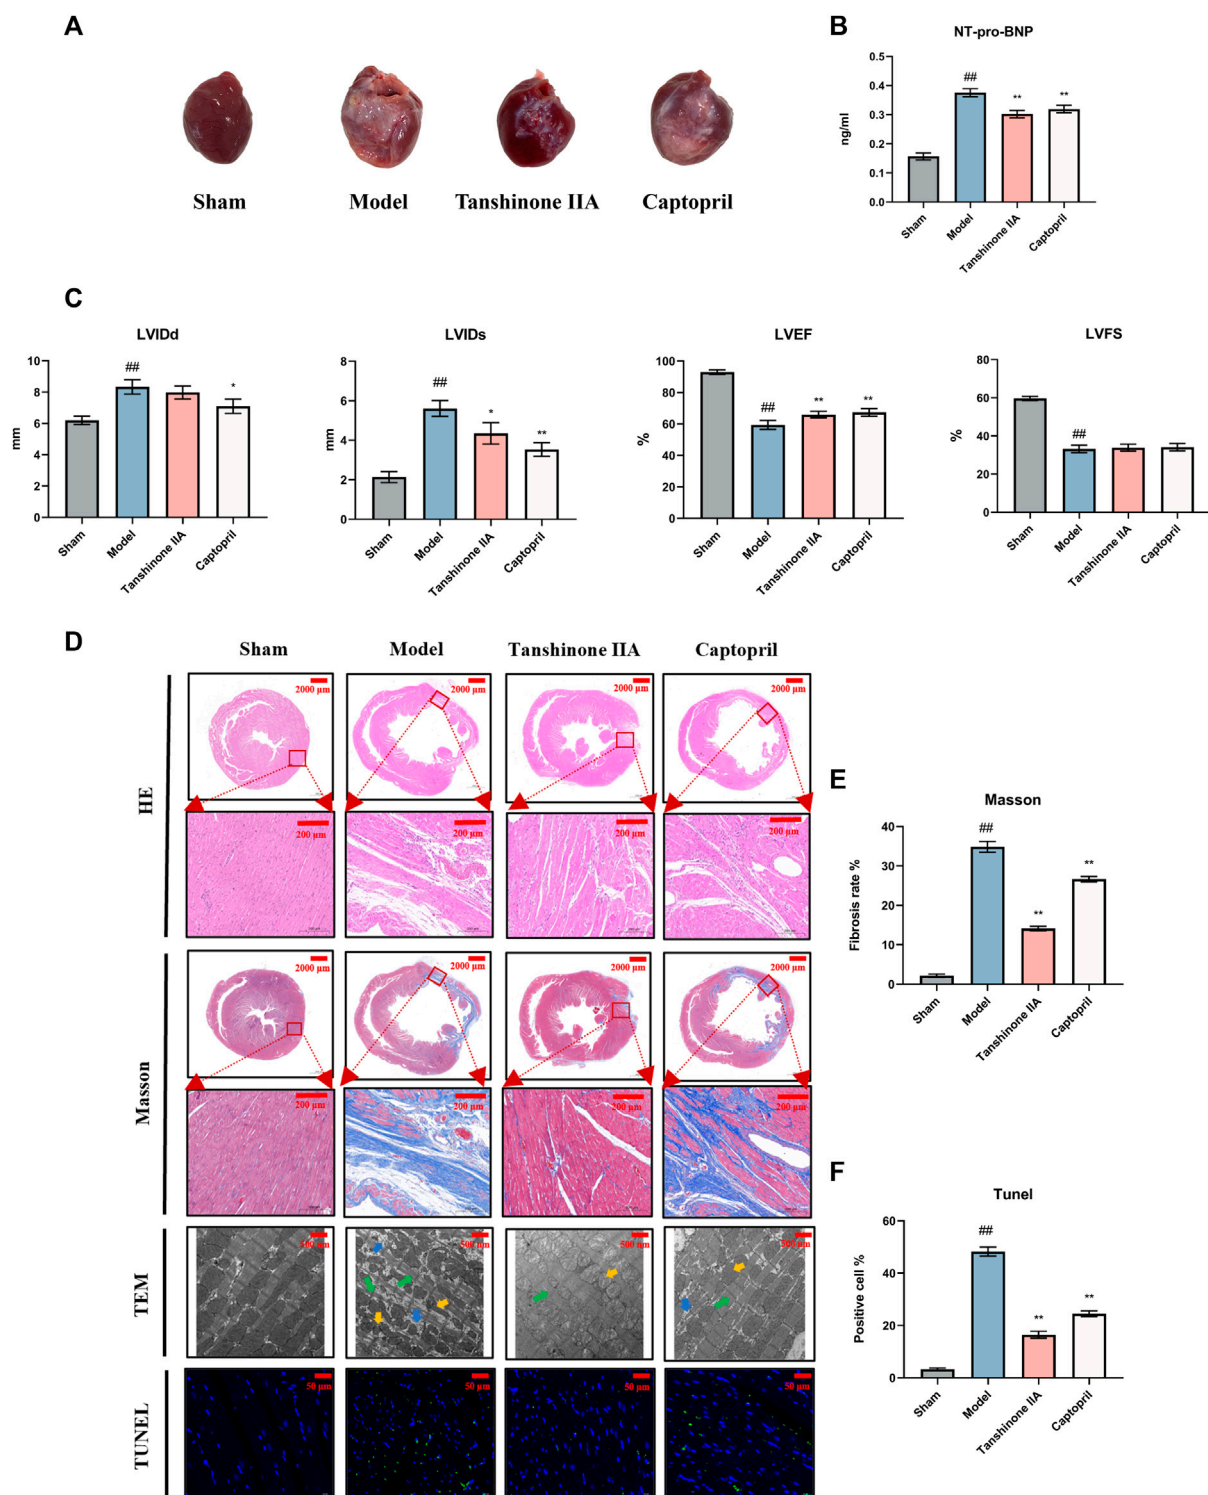 A
Sham
Model
Tanshinone IIA
Captopril
B
NT-pro-BNP
ng/ml
0.5
0.4
0.3
0.2
0.1
0.0
##
**
**
Sham
Model
Tanshinone IIA
Captopril
C
LVIDd
mm
10
8
6
4
2
0
##
*
Sham
Model
Tanshinone IIA
Captopril
LVIDs
mm
8
6
4
2
0
##
*
**
Sham
Model
Tanshinone IIA
Captopril
LVEF
%
100
80
60
40
20
0
##
**
**
Sham
Model
Tanshinone IIA
Captopril
LVFS
%
80
60
40
20
0
##
Sham
Model
Tanshinone IIA
Captopril
D
Sham
Model
Tanshinone IIA
Captopril
HE
2000 μm
2000 μm
2000 μm
2000 μm
200 μm
200 μm
200 μm
200 μm
Masson
2000 μm
2000 μm
2000 μm
2000 μm
200 μm
200 μm
200 μm
200 μm
TEM
500 nm
500 nm
500 nm
500 nm
TUNEL
50 μm
50 μm
50 μm
50 μm
E
Masson
Fibrosis rate %
40
30
20
10
0
##
**
**
Sham
Model
Tanshinone IIA
Captopril
F
Tunel
Positive cell %
60
40
20
0
##
**
**
Sham
Model
Tanshinone IIA
Captopril